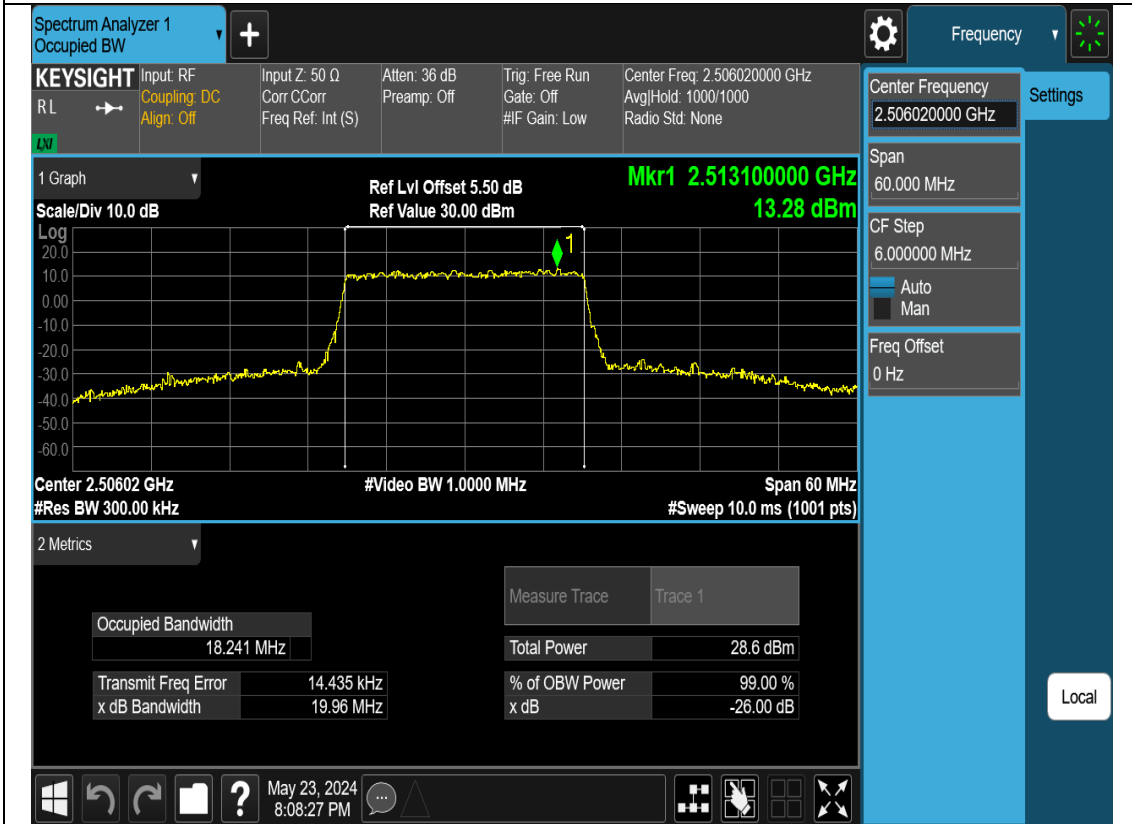 Spectrum Analyzer 1
Occupied BW
▼
+
Frequency
▼
KEYSIGHT
R L
LXI
Input: RF
Coupling: DC
Align: Off
Input Z: 50 Ω
Corr CCorr
Freq Ref: Int (S)
Atten: 36 dB
Preamp: Off
Trig: Free Run
Gate: Off
#IF Gain: Low
Center Freq: 2.506020000 GHz
Avg|Hold: 1000/1000
Radio Std: None
1 Graph ▼
Scale/Div 10.0 dB
Ref Lvl Offset 5.50 dB
Ref Value 30.00 dBm
Mkr1 2.513100000 GHz
13.28 dBm
Log
20.0
10.0
0.00
-10.0
-20.0
-30.0
-40.0
-50.0
-60.0
1
Center 2.50602 GHz
#Video BW 1.0000 MHz
Span 60 MHz
#Res BW 300.00 kHz
#Sweep 10.0 ms (1001 pts)
2 Metrics ▼
Measure Trace Trace 1
Occupied Bandwidth
18.241 MHz
Total Power 28.6 dBm
Transmit Freq Error 14.435 kHz
% of OBW Power 99.00 %
x dB Bandwidth 19.96 MHz
x dB -26.00 dB
Center Frequency
2.506020000 GHz
Settings
Span
60.000 MHz
CF Step
6.000000 MHz
Auto
Man
Freq Offset
0 Hz
Local
?
May 23, 2024
8:08:27 PM